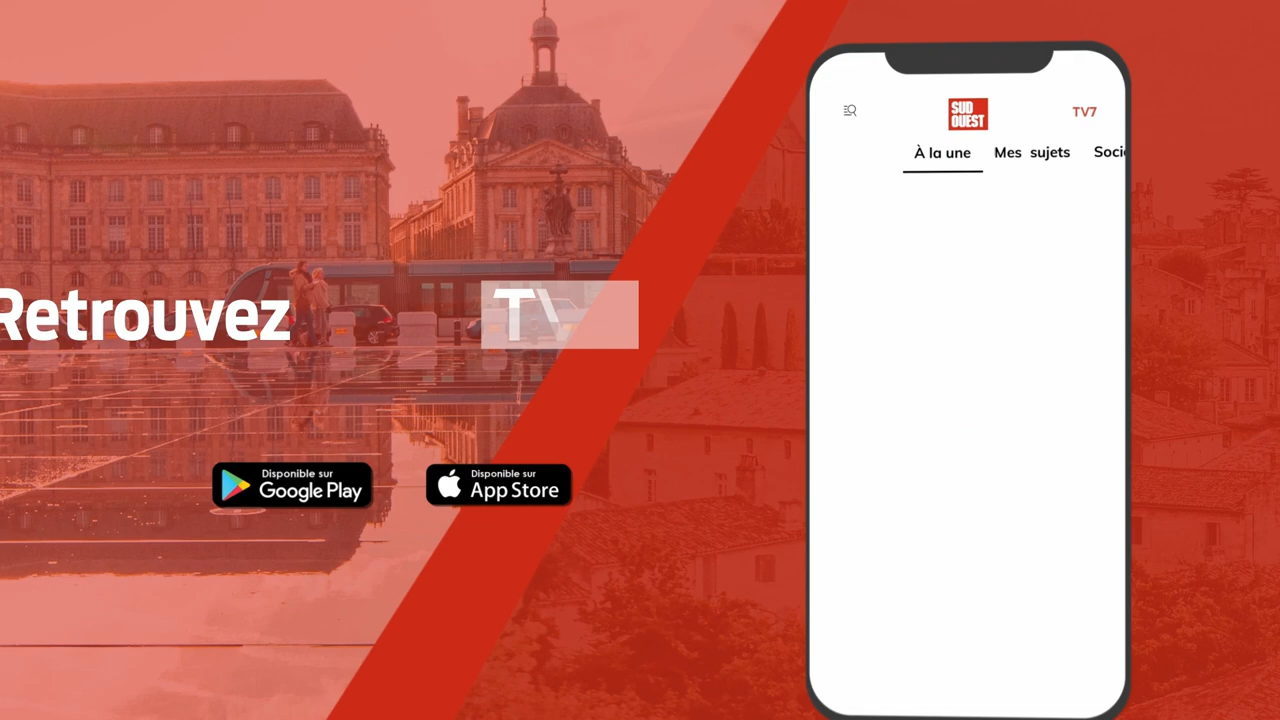 Retrouvez
Disponible sur
Google Play
Disponible sur
App Store
SUD
OUEST
TV7
À la une Mes sujets